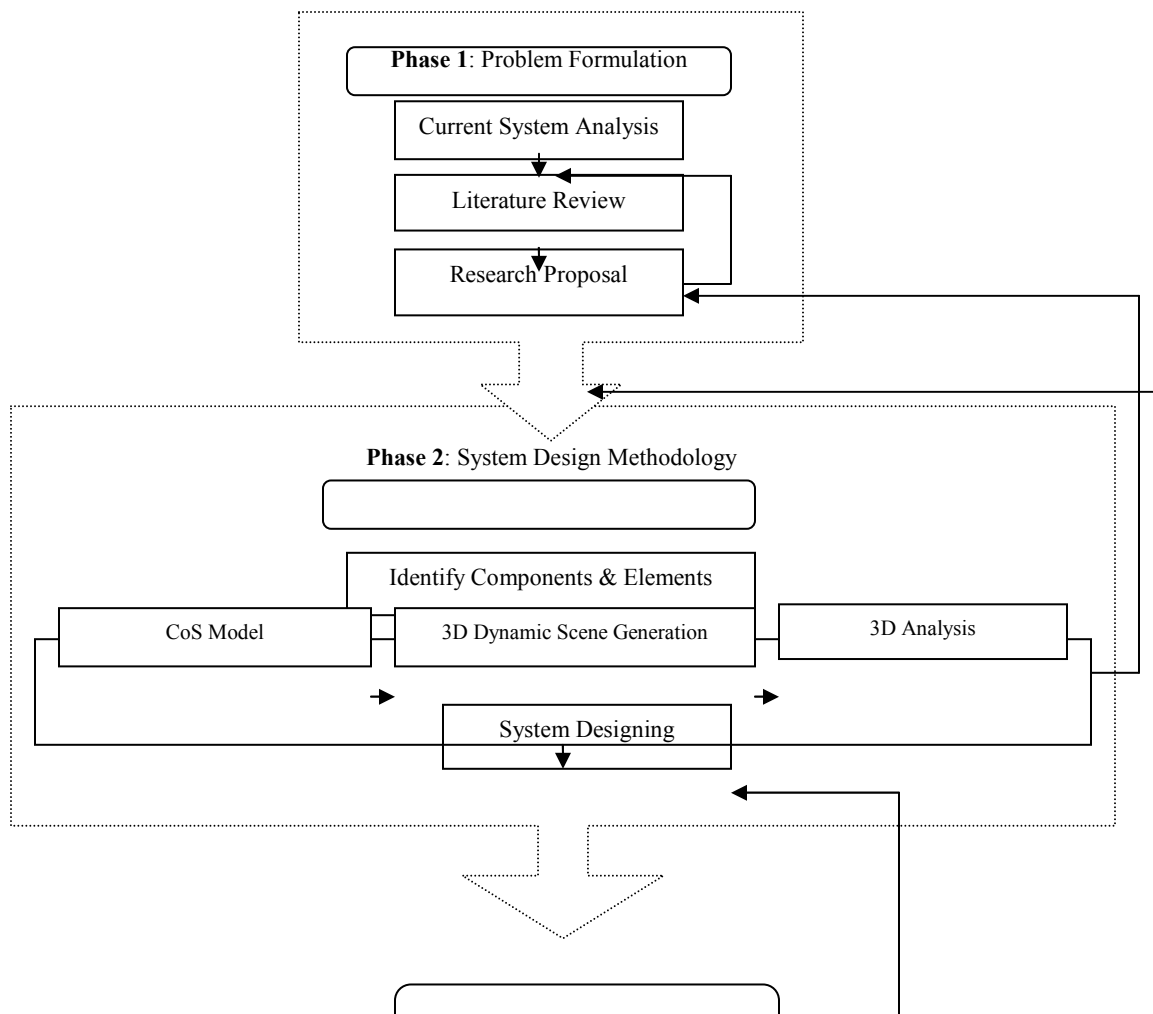 Phase 1: Problem Formulation
Current System Analysis
Literature Review
Research Proposal
Phase 2: System Design Methodology
Identify Components & Elements
CoS Model
3D Dynamic Scene Generation
3D Analysis
System Designing